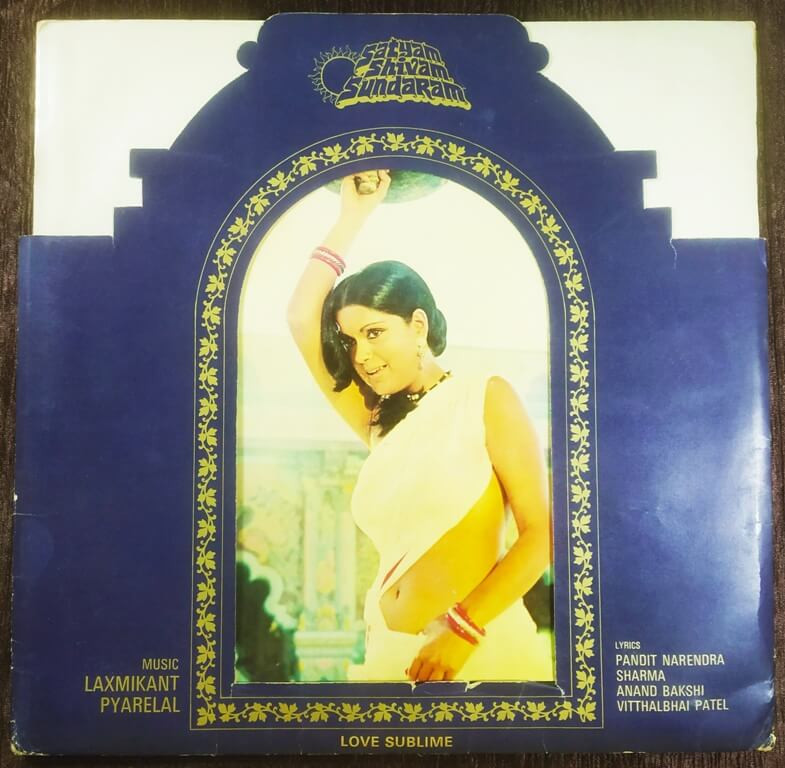 Satyam
Shivam
Sundaram
MUSIC
LAXMIKANT
PYARELAL
LYRICS
PANDIT NARENDRA
SHARMA
ANAND BAKSHI
VITTHALBHAI PATEL
LOVE SUBLIME